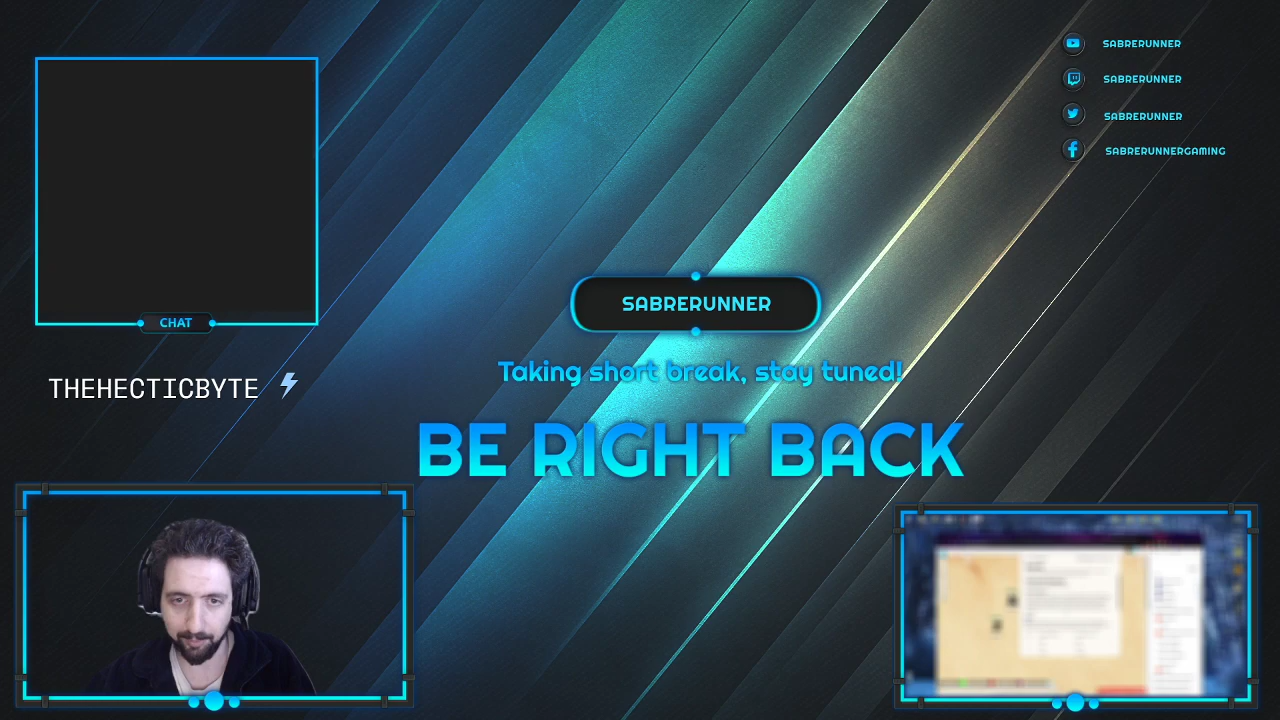 SABRERUNNER
SABRERUNNER
SABRERUNNER
SABRERUNNERGAMING
CHAT
SABRERUNNER
Taking short break, stay tuned!
THEHECTICBYTE
BE RIGHT BACK